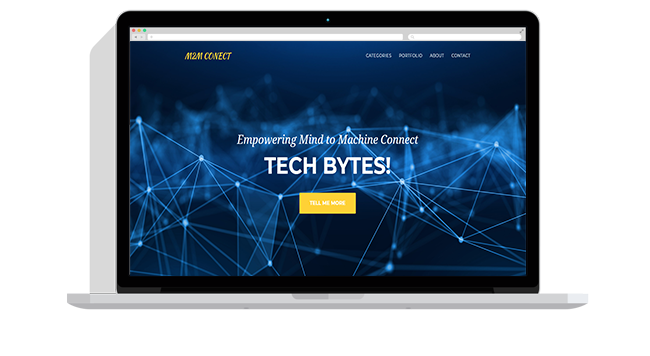 M2M CONECT
CATEGORIES PORTFOLIO ABOUT CONTACT
Empowering Mind to Machine Connect
TECH BYTES!
TELL ME MORE